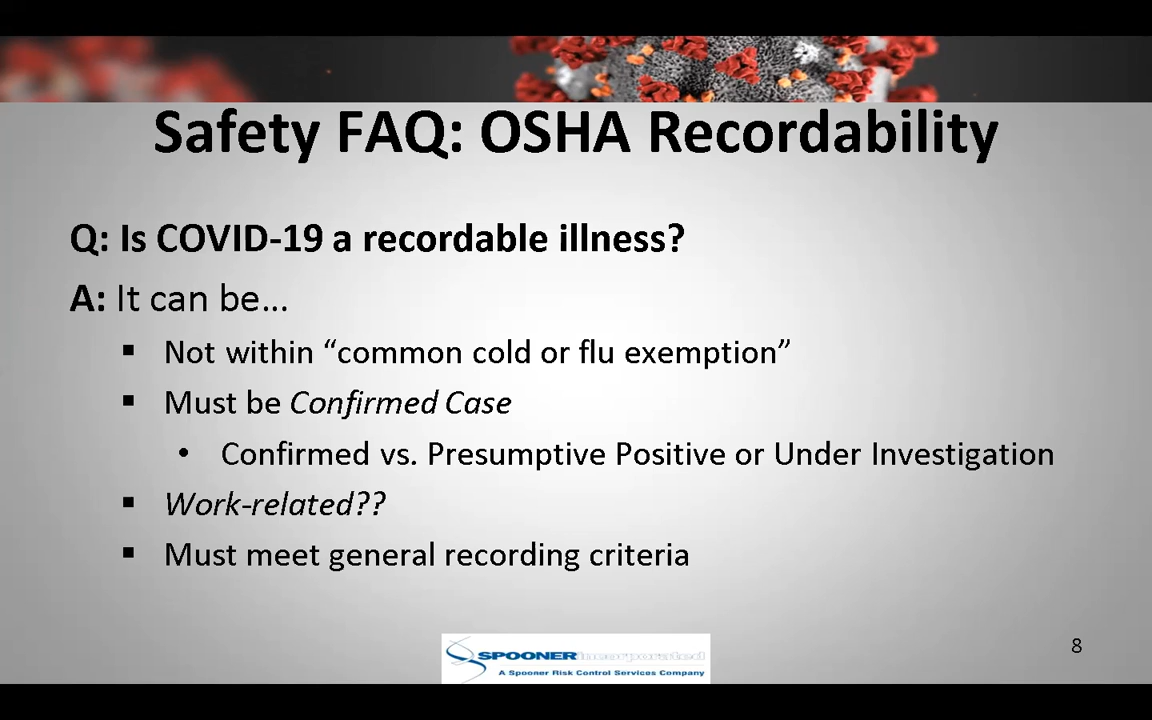 Safety FAQ: OSHA Recordability
Q: Is COVID-19 a recordable illness?
A: It can be…
▪ Not within “common cold or flu exemption”
▪ Must be Confirmed Case
• Confirmed vs. Presumptive Positive or Under Investigation
▪ Work-related??
▪ Must meet general recording criteria
SPOONERincorporated
A Spooner Risk Control Services Company
8